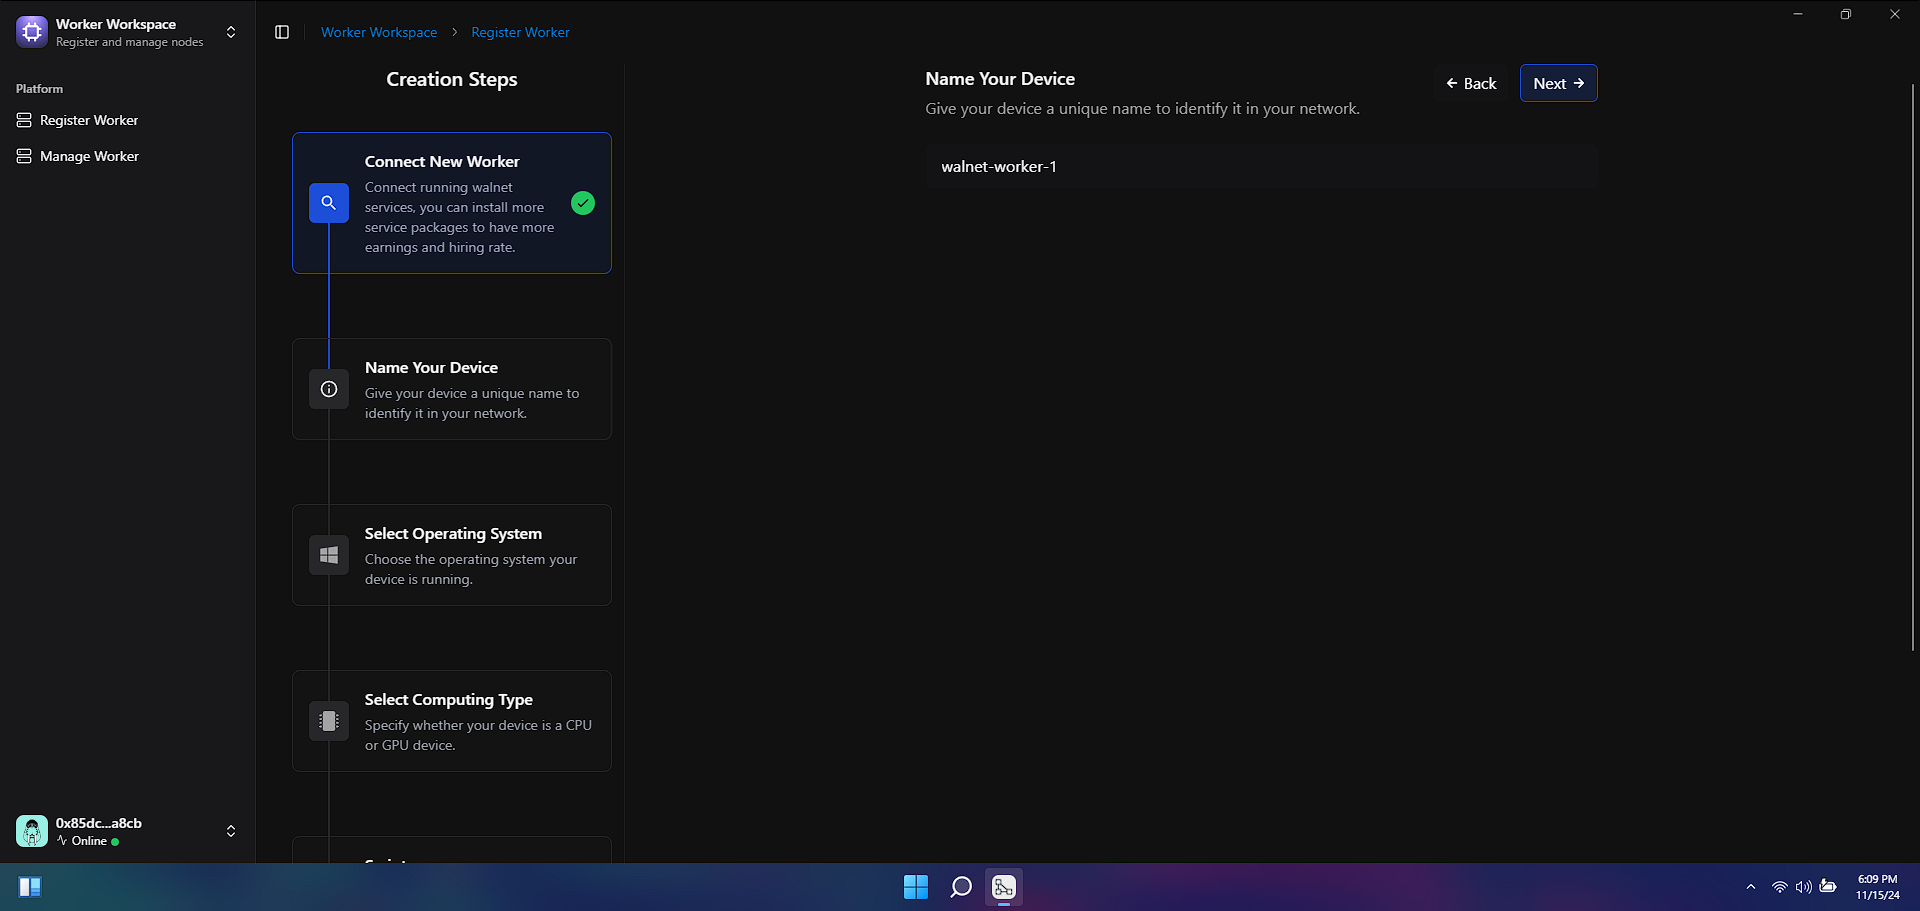 Worker Workspace
Register and manage nodes
Platform
Register Worker
Manage Worker
0x85dc...a8cb
Online
Worker Workspace > Register Worker
Creation Steps
Connect New Worker
Connect running walnet
services, you can install more
service packages to have more
earnings and hiring rate.
Name Your Device
Give your device a unique name to
identify it in your network.
Select Operating System
Choose the operating system your
device is running.
Select Computing Type
Specify whether your device is a CPU
or GPU device.
Name Your Device
Give your device a unique name to identify it in your network.
Back
Next
walnet-worker-1
6:09 PM
11/15/24